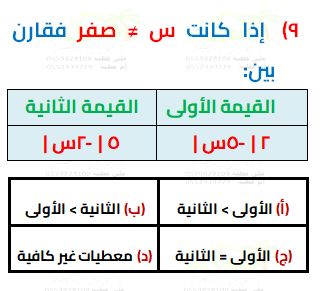 ٩) إذا كانت س ≠ صفر فقارن
بين:
القيمة الأولى القيمة الثانية
٢ | -٥س | ٥ | -٢س |
(أ) الأولى > الثانية (ب) الثانية > الأولى
(ج) الأولى = الثانية (د) معطيات غير كافية